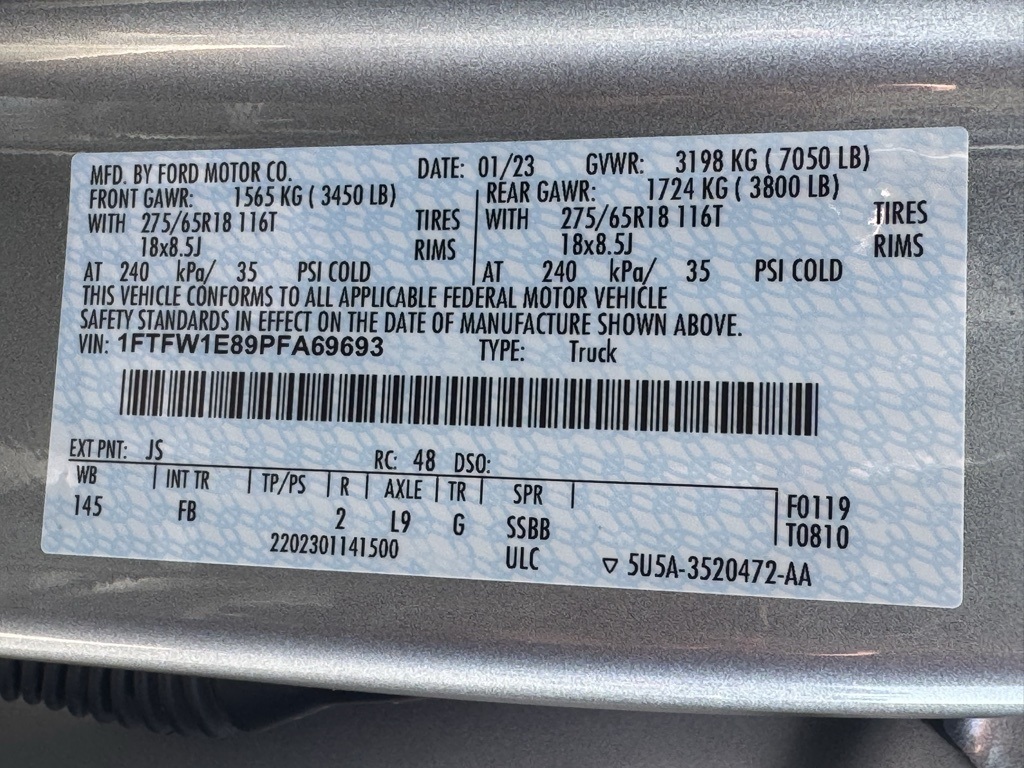 MFD. BY FORD MOTOR CO. DATE: 01/23 GVWR: 3198 KG ( 7050 LB)
FRONT GAWR: 1565 KG ( 3450 LB) REAR GAWR: 1724 KG ( 3800 LB)
WITH 275/65R18 116T TIRES WITH 275/65R18 116T TIRES
18x8.5J RIMS 18x8.5J RIMS
AT 240 kPa/ 35 PSI COLD AT 240 kPa/ 35 PSI COLD
THIS VEHICLE CONFORMS TO ALL APPLICABLE FEDERAL MOTOR VEHICLE
SAFETY STANDARDS IN EFFECT ON THE DATE OF MANUFACTURE SHOWN ABOVE.
VIN: 1FTFW1E89PFA69693 TYPE: Truck
EXT PNT: JS RC: 48 DSO:
WB INT TR TP/PS R AXLE TR SPR F0119
145 FB 2 L9 G SSBB T0810
2202301141500 ULC ▽ 5U5A-3520472-AA